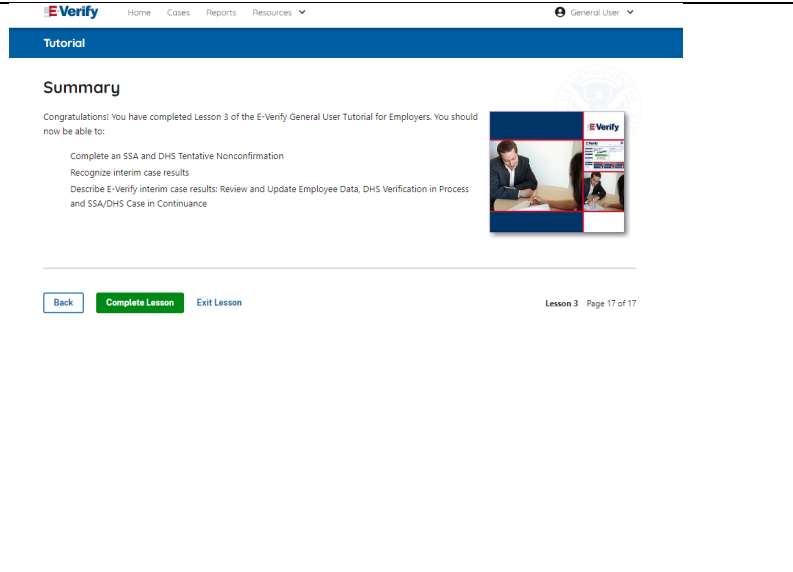 E-Verify
Home Cases Reports Resources General User
Tutorial
Summary
Congratulations! You have completed Lesson 3 of the E-Verify General User Tutorial for Employers. You should
now be able to:
E-Verify
Complete an SSA and DHS Tentative Nonconfirmation
Recognize interim case results
Describe E-Verify interim case results: Review and Update Employee Data, DHS Verification in Process
and SSA/DHS Case in Continuance
Back Complete Lesson Exit Lesson Lesson 3 Page 17 of 17